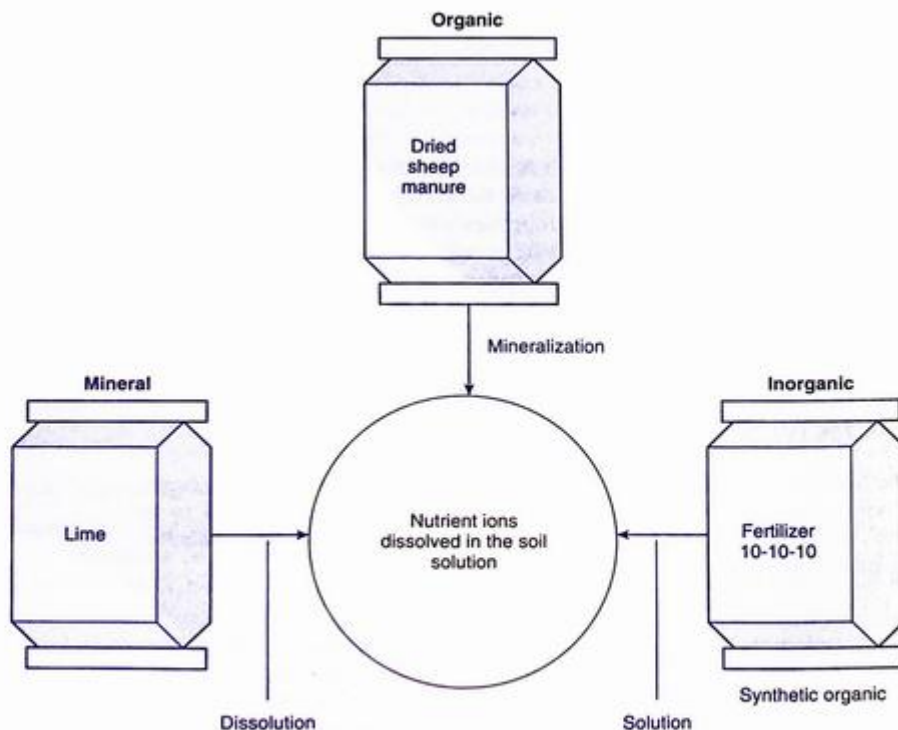 Organic
Dried
sheep
manure
Mineralization
Mineral
Lime
Dissolution
Nutrient ions
dissolved in the soil
solution
Inorganic
Fertilizer
10-10-10
Synthetic organic
Solution